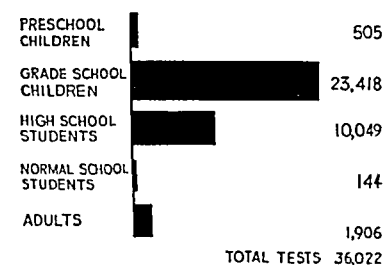 PRESCHOOL
CHILDREN 505
GRADE SCHOOL
CHILDREN 23,418
HIGH SCHOOL
STUDENTS 10,049
NORMAL SCHOOL
STUDENTS 144
ADULTS 1,906
TOTAL TESTS 36,022